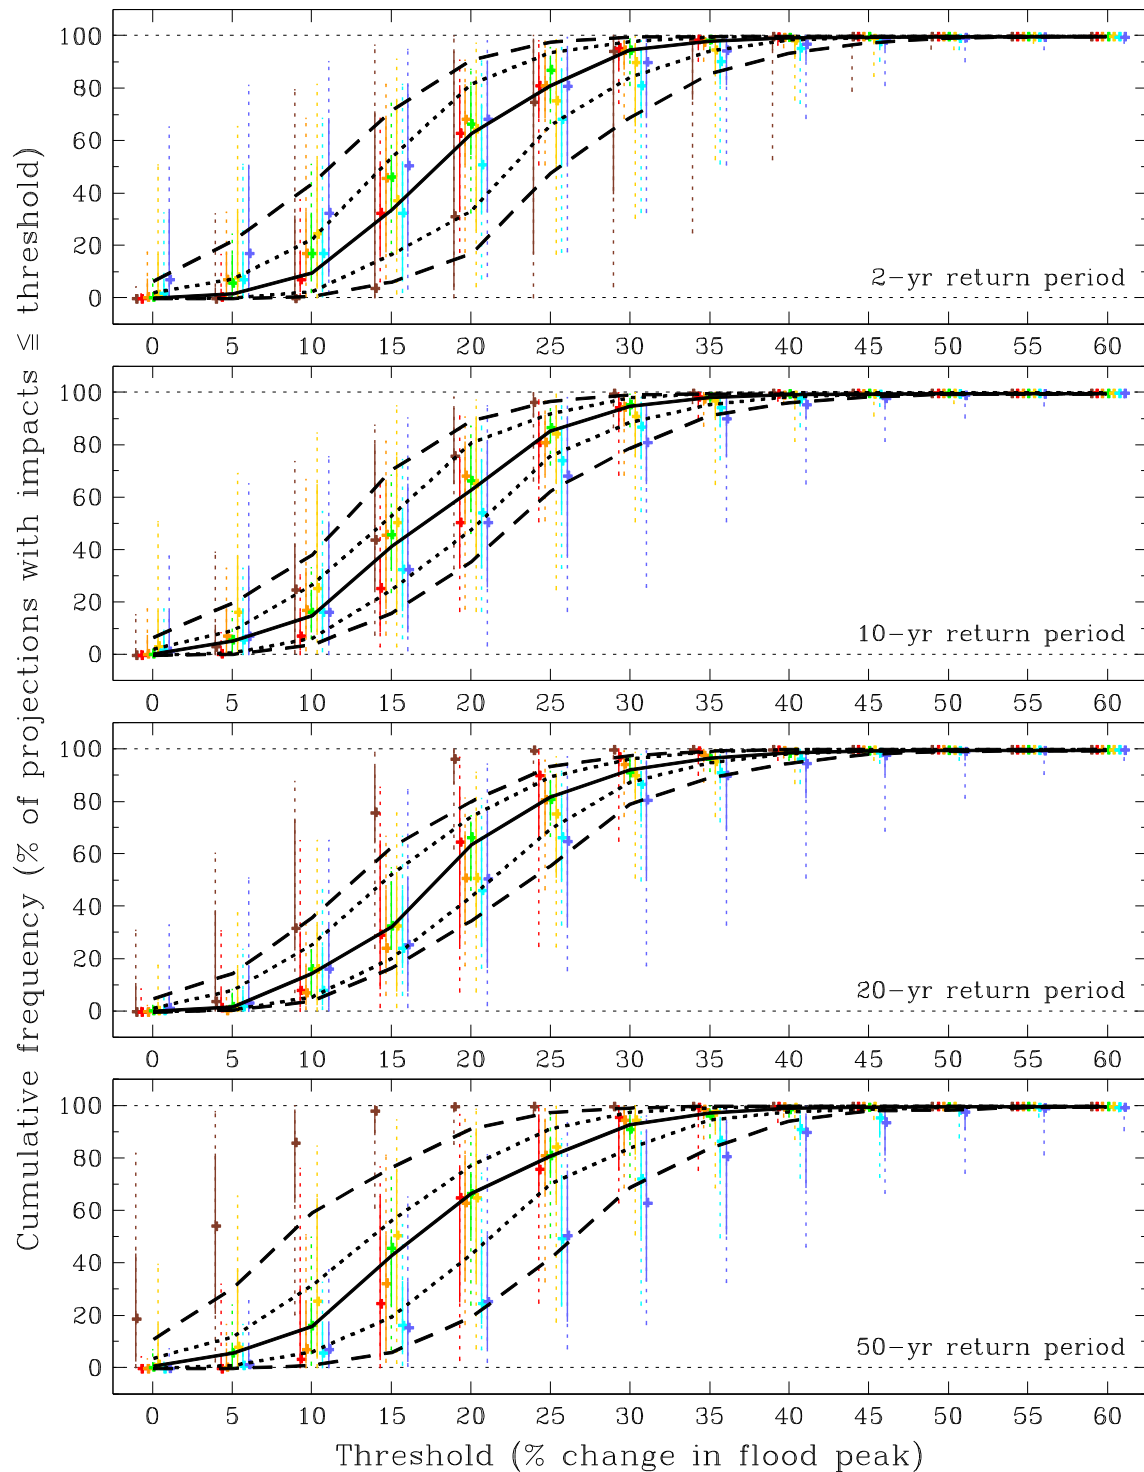 Cumulative frequency (% of projections with impacts ≤ threshold)
100
80
60
40
20
0
2-yr return period
0 5 10 15 20 25 30 35 40 45 50 55 60
100
80
60
40
20
0
10-yr return period
0 5 10 15 20 25 30 35 40 45 50 55 60
100
80
60
40
20
0
20-yr return period
0 5 10 15 20 25 30 35 40 45 50 55 60
100
80
60
40
20
0
50-yr return period
0 5 10 15 20 25 30 35 40 45 50 55 60
Threshold (% change in flood peak)